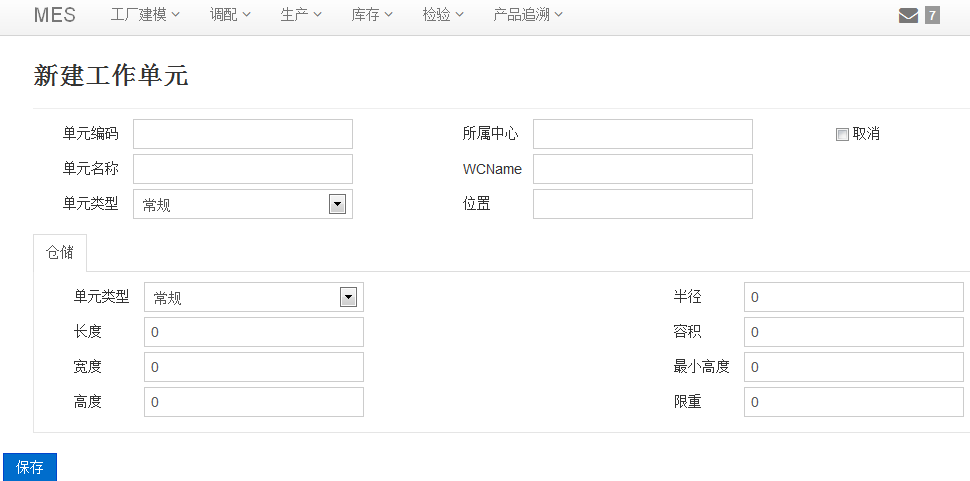 MES 工厂建模 调配 生产 库存 检验 产品追溯 7
新建工作单元
单元编码 所属中心 取消
单元名称 WCName
单元类型 常规 位置
仓储
单元类型 常规 半径 0
长度 0 容积 0
宽度 0 最小高度 0
高度 0 限重 0
保存